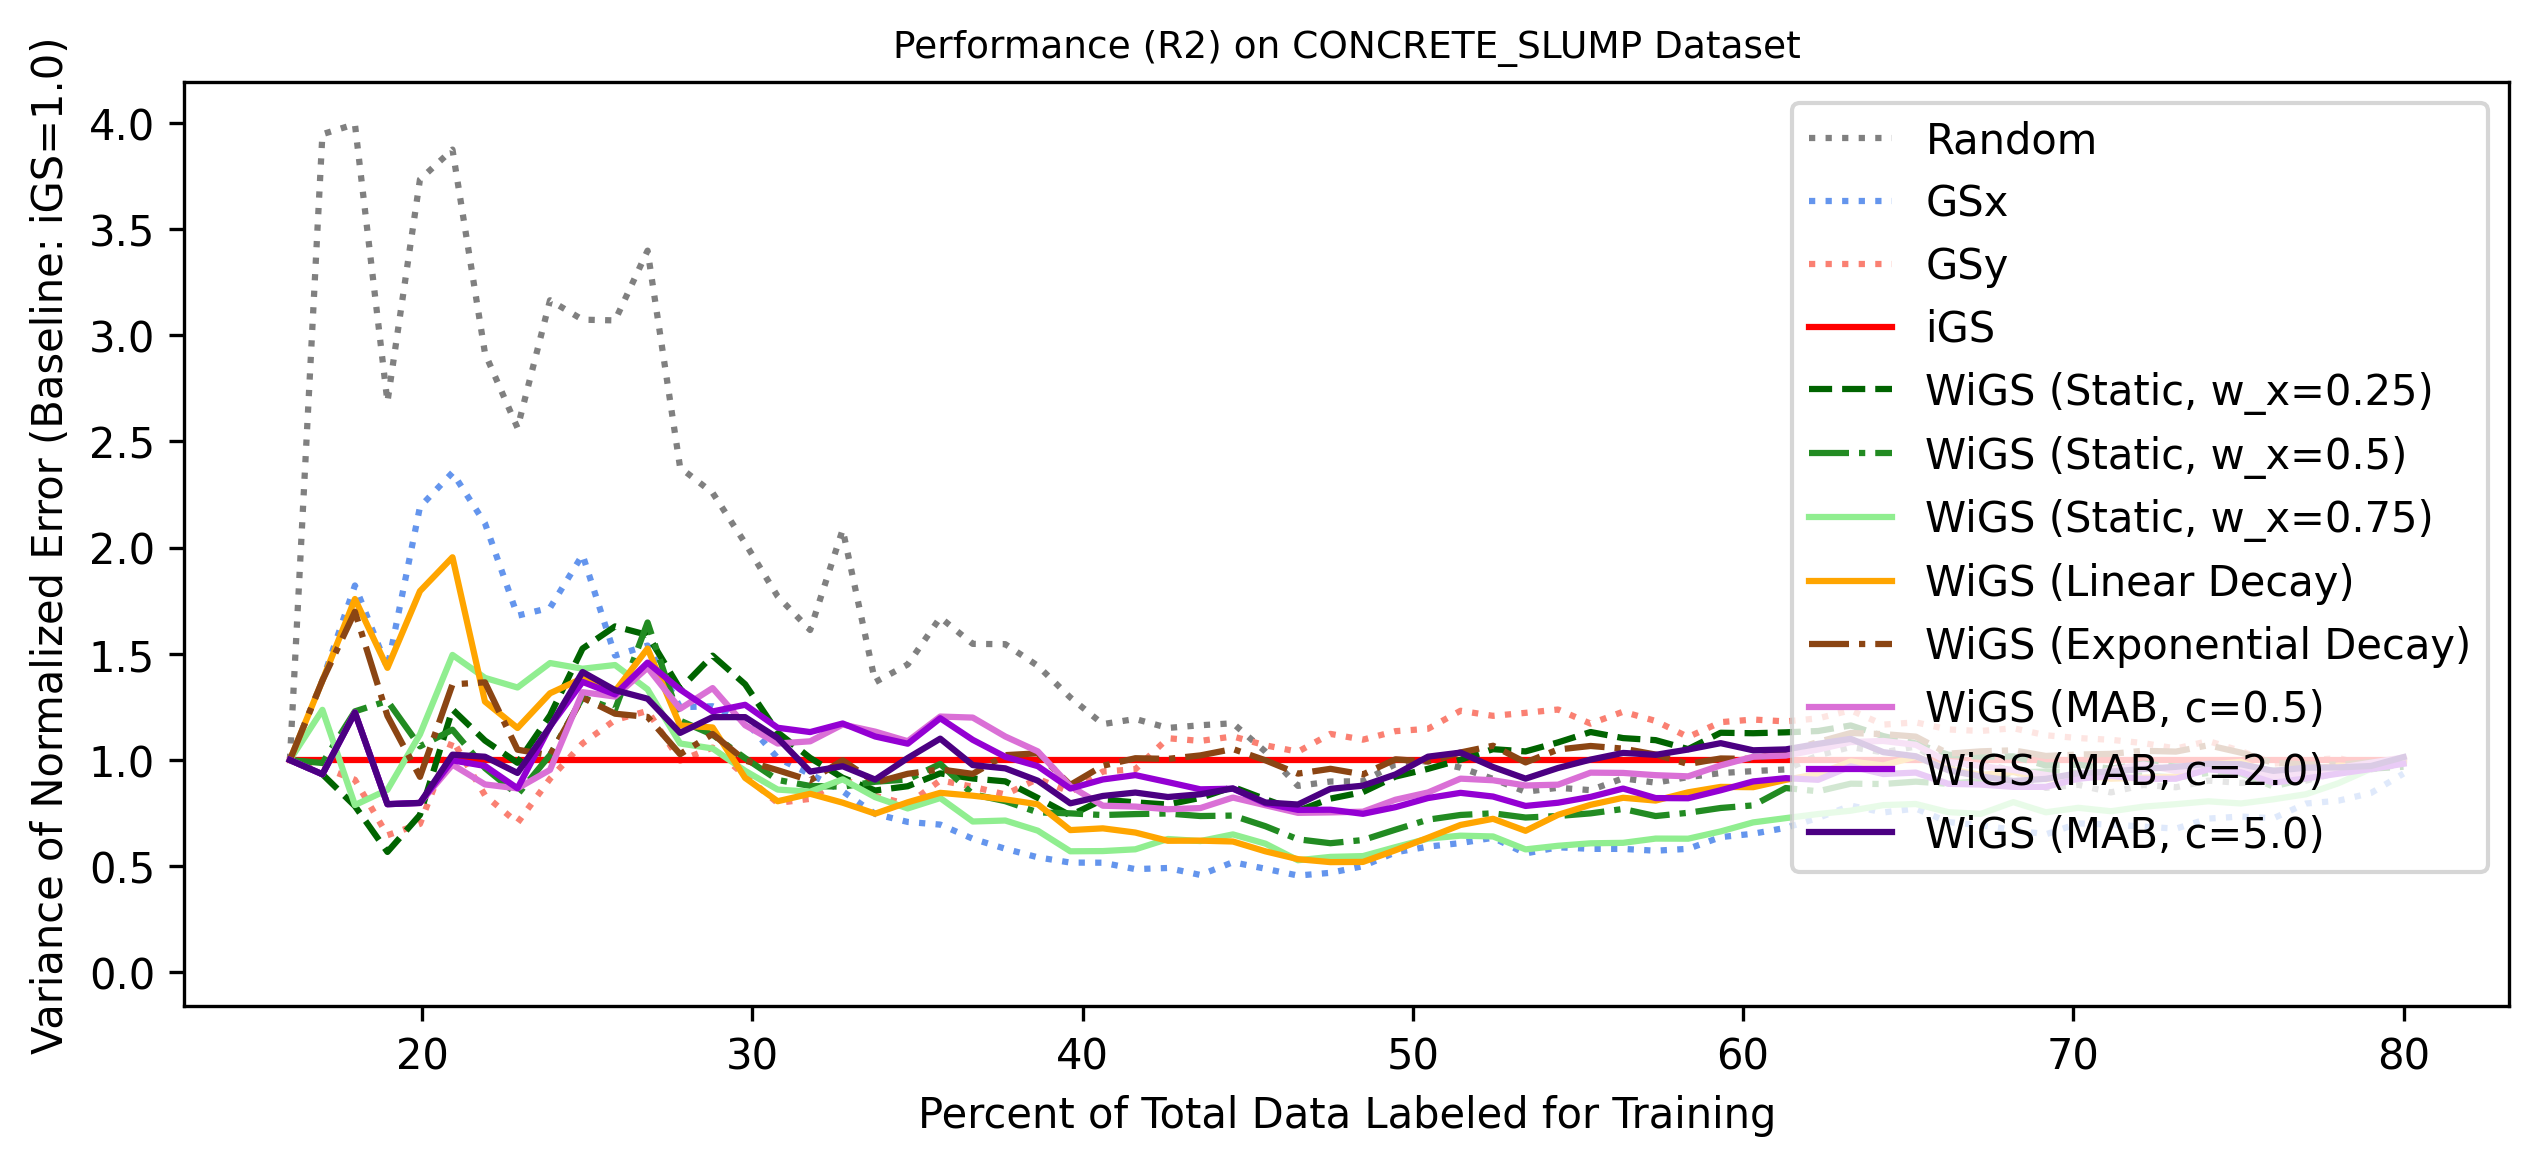 Performance (R2) on CONCRETE_SLUMP Dataset
Variance of Normalized Error (Baseline: iGS=1.0)
4.0
3.5
3.0
2.5
2.0
1.5
1.0
0.5
0.0
20
30
40
50
60
70
80
Percent of Total Data Labeled for Training
Random
GSx
GSy
iGS
WiGS (Static, w_x=0.25)
WiGS (Static, w_x=0.5)
WiGS (Static, w_x=0.75)
WiGS (Linear Decay)
WiGS (Exponential Decay)
WiGS (MAB, c=0.5)
WiGS (MAB, c=2.0)
WiGS (MAB, c=5.0)